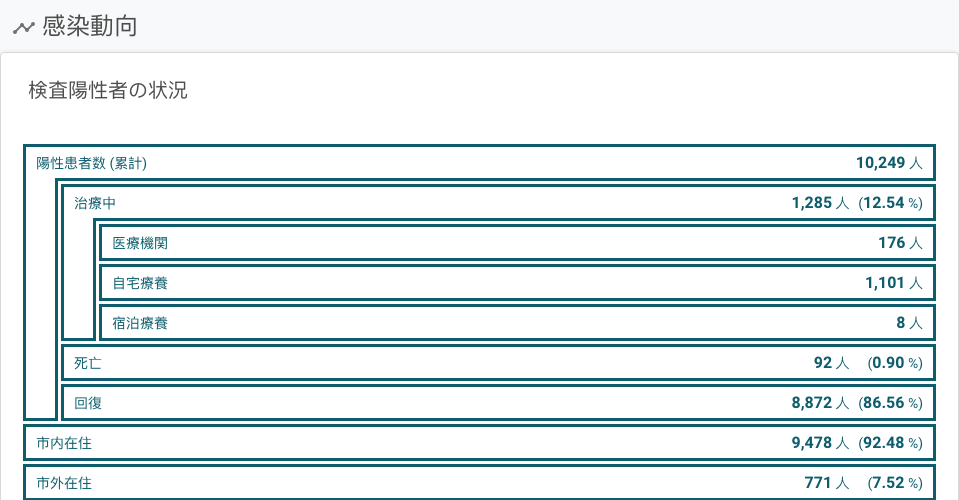 感染動向
検査陽性者の状況
陽性患者数 (累計) 10,249 人
治療中 1,285 人 (12.54 %)
医療機関 176 人
自宅療養 1,101 人
宿泊療養 8 人
死亡 92 人 (0.90 %)
回復 8,872 人 (86.56 %)
市内在住 9,478 人 (92.48 %)
市外在住 771 人 (7.52 %)